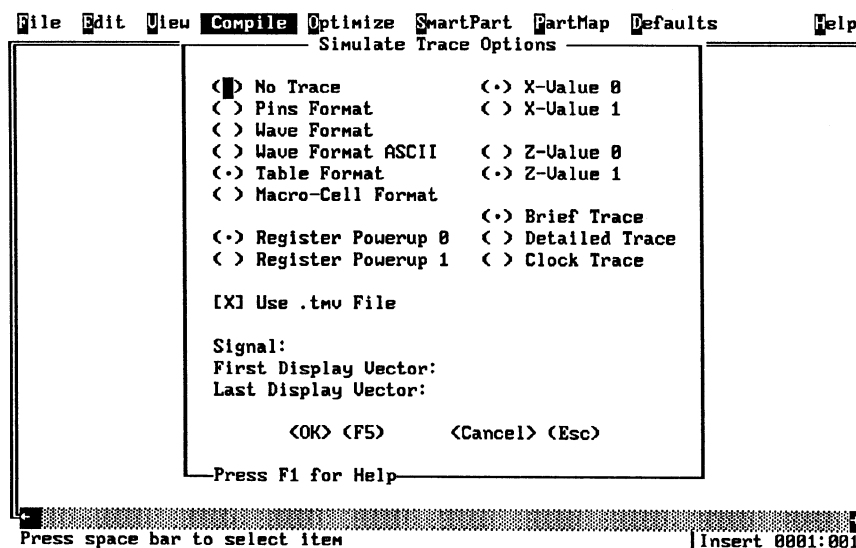 File Edit View Compile Optimize SmartPart PartMap Defaults Help
Simulate Trace Options
( ) No Trace (·) X-Value 0
( ) Pins Format ( ) X-Value 1
( ) Wave Format
( ) Wave Format ASCII ( ) Z-Value 0
(·) Table Format (·) Z-Value 1
( ) Macro-Cell Format
(·) Brief Trace
(·) Register Powerup 0 ( ) Detailed Trace
( ) Register Powerup 1 ( ) Clock Trace
[X] Use .tmv File
Signal:
First Display Vector:
Last Display Vector:
<OK> (F5) <Cancel> (Esc)
Press F1 for Help
Press space bar to select item |Insert 0001:001